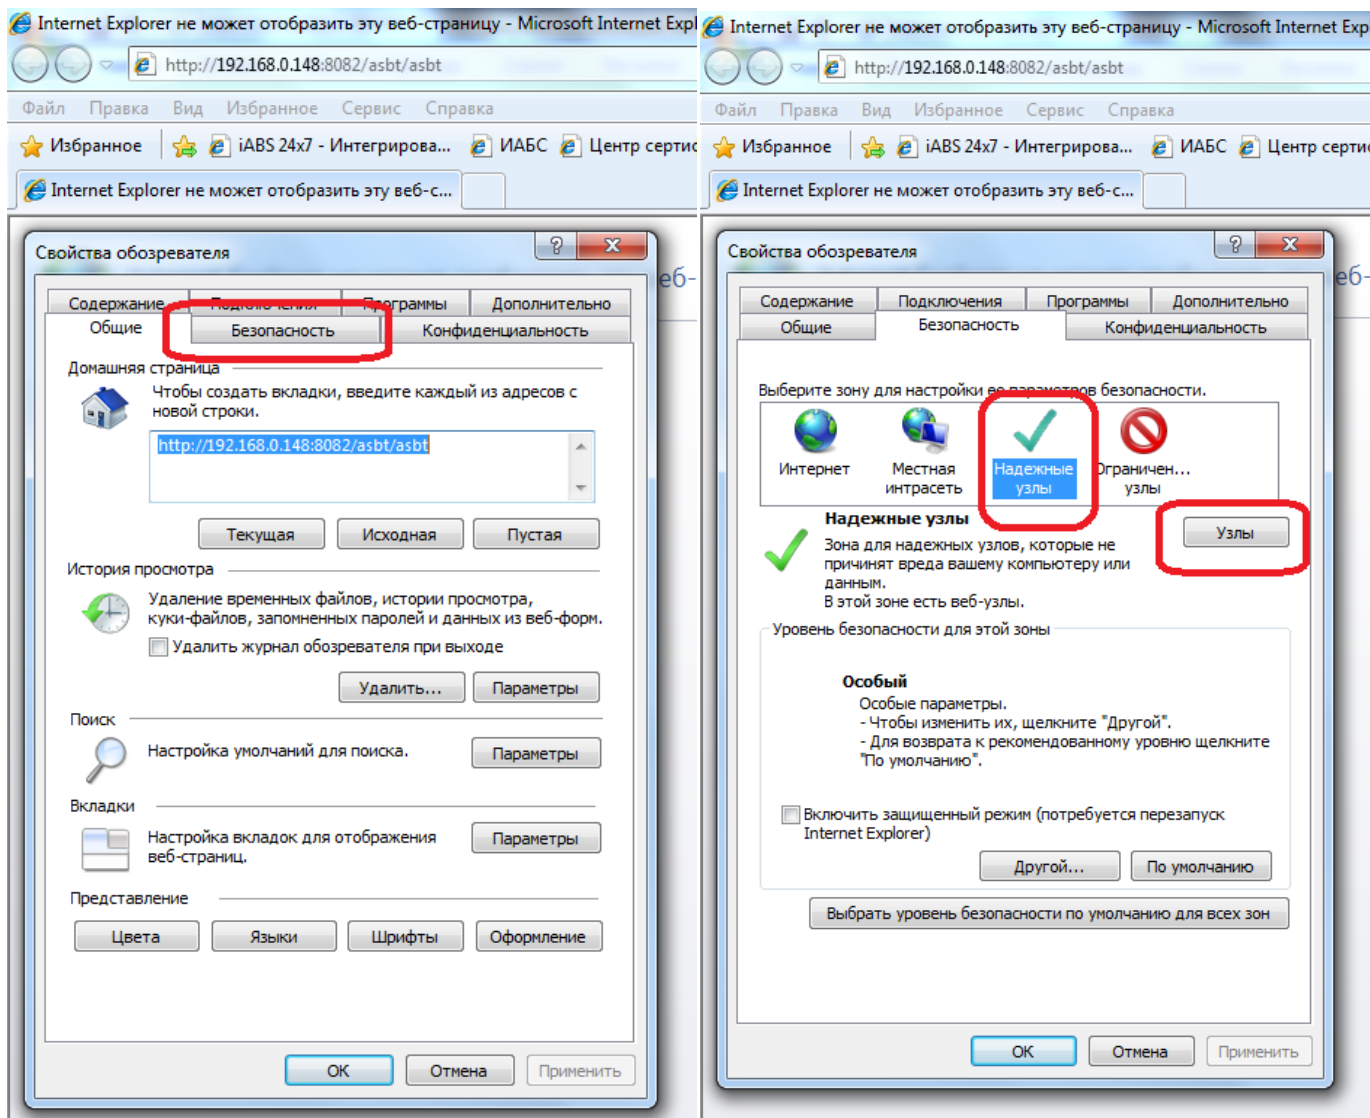 Internet Explorer не может отобразить эту веб-страницу - Microsoft Internet Expl
http://192.168.0.148:8082/asbt/asbt
Файл Правка Вид Избранное Сервис Справка
Избранное iABS 24x7 - Интегрирова... ИАБС Центр сертис
Internet Explorer не может отобразить эту веб-с...
еб-
Свойства обозревателя
Содержание Подключения Программы Дополнительно
Общие Безопасность Конфиденциальность
Домашняя страница
Чтобы создать вкладки, введите каждый из адресов с
новой строки.
http://192.168.0.148:8082/asbt/asbt
Текущая Исходная Пустая
История просмотра
Удаление временных файлов, истории просмотра,
куки-файлов, запомненных паролей и данных из веб-форм.
Удалить журнал обозревателя при выходе
Удалить... Параметры
Поиск
Настройка умолчаний для поиска. Параметры
Вкладки
Настройка вкладок для отображения
веб-страниц.
Параметры
Представление
Цвета Языки Шрифты Оформление
ОК Отмена Применить
Internet Explorer не может отобразить эту веб-страницу - Microsoft Internet Exp
http://192.168.0.148:8082/asbt/asbt
Файл Правка Вид Избранное Сервис Справка
Избранное iABS 24x7 - Интегрирова... ИАБС Центр серти
Internet Explorer не может отобразить эту веб-с...
еб-
Свойства обозревателя
Содержание Подключения Программы Дополнительно
Общие Безопасность Конфиденциальность
Выберите зону для настройки ее параметров безопасности.
Интернет Местная Надежные Ограничен...
интрасеть узлы узлы
Надежные узлы
Узлы
Зона для надежных узлов, которые не
причинят вреда вашему компьютеру или
данным.
В этой зоне есть веб-узлы.
Уровень безопасности для этой зоны
Особый
Особые параметры.
- Чтобы изменить их, щелкните "Другой".
- Для возврата к рекомендованному уровню щелкните
"По умолчанию".
Включить защищенный режим (потребуется перезапуск
Internet Explorer)
Другой... По умолчанию
Выбрать уровень безопасности по умолчанию для всех зон
ОК Отмена Применить